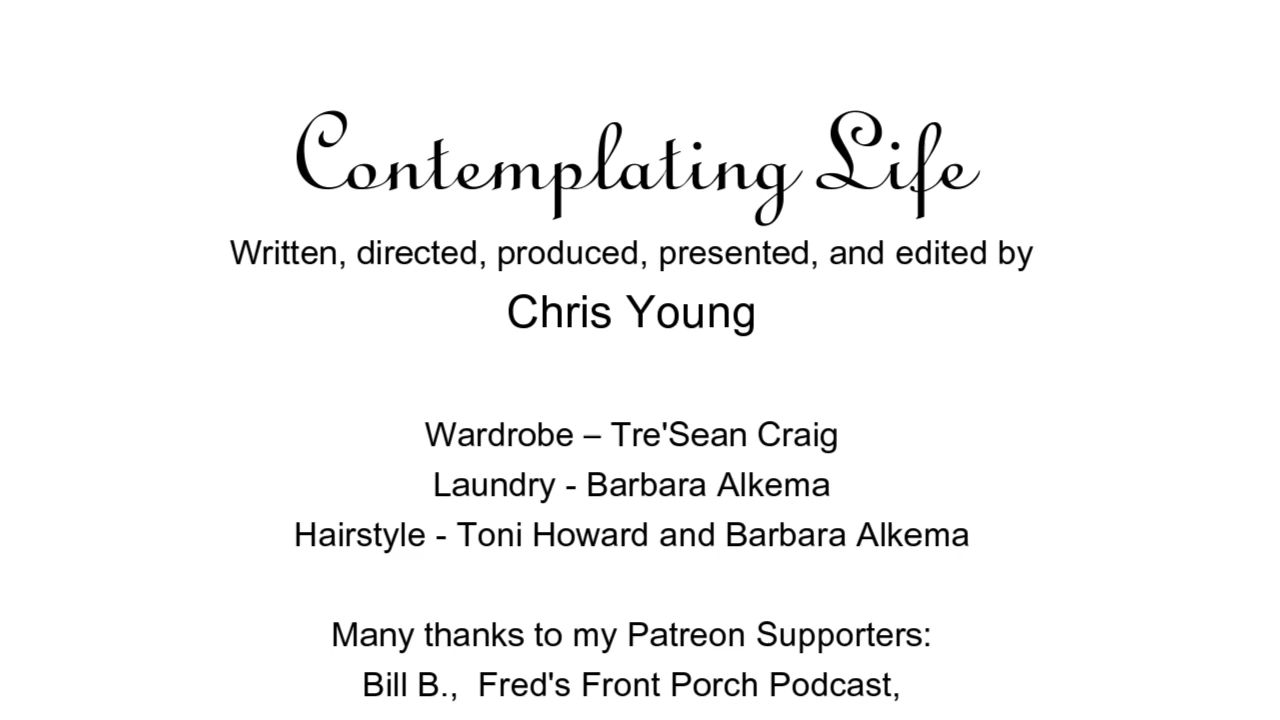 Contemplating Life
Written, directed, produced, presented, and edited by
Chris Young
Wardrobe – Tre'Sean Craig
Laundry - Barbara Alkema
Hairstyle - Toni Howard and Barbara Alkema
Many thanks to my Patreon Supporters:
Bill B.,  Fred's Front Porch Podcast,